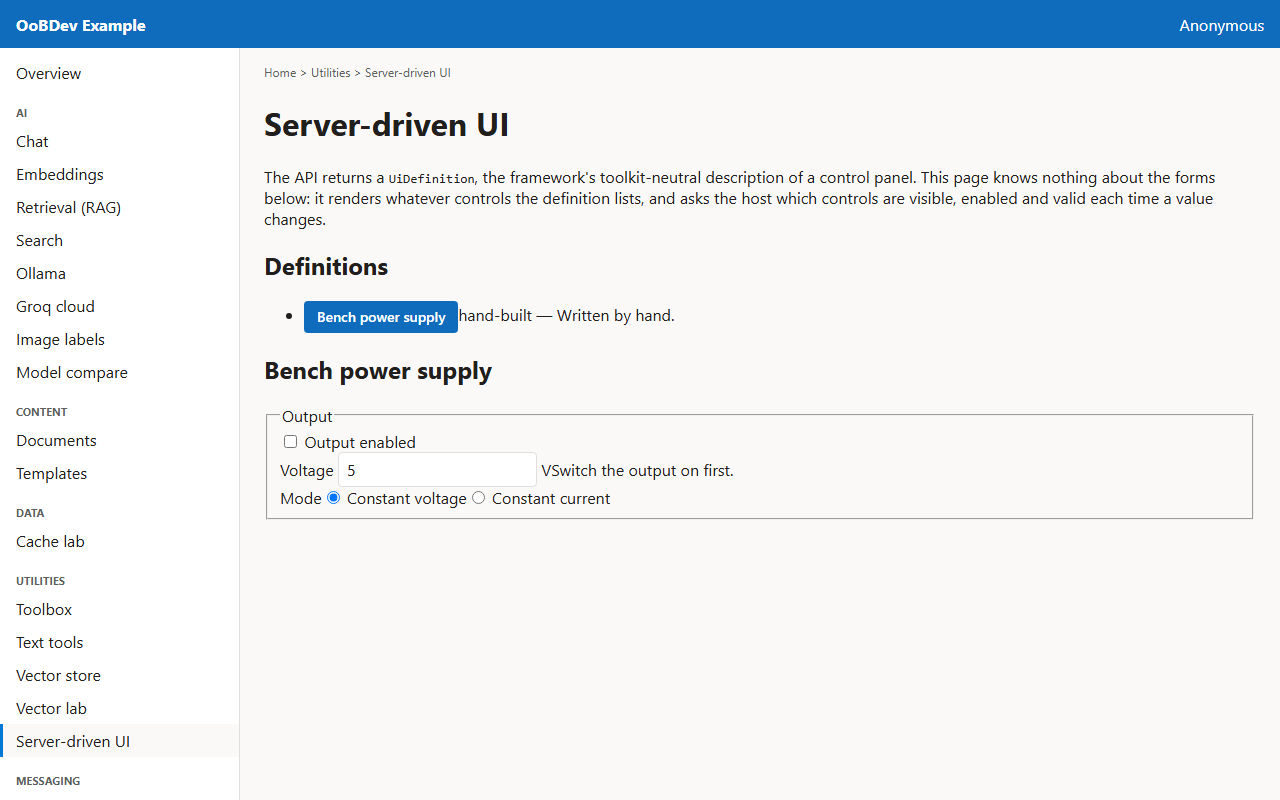 OoBDev Example
Anonymous
Overview
AI
Chat
Embeddings
Retrieval (RAG)
Search
Ollama
Groq cloud
Image labels
Model compare
CONTENT
Documents
Templates
DATA
Cache lab
UTILITIES
Toolbox
Text tools
Vector store
Vector lab
Server-driven UI
MESSAGING
Home > Utilities > Server-driven UI
Server-driven UI
The API returns a UiDefinition, the framework's toolkit-neutral description of a control panel. This page knows nothing about the forms
below: it renders whatever controls the definition lists, and asks the host which controls are visible, enabled and valid each time a value
changes.
Definitions
Bench power supply hand-built — Written by hand.
Bench power supply
Output
Output enabled
Voltage 5 VSwitch the output on first.
Mode Constant voltage Constant current